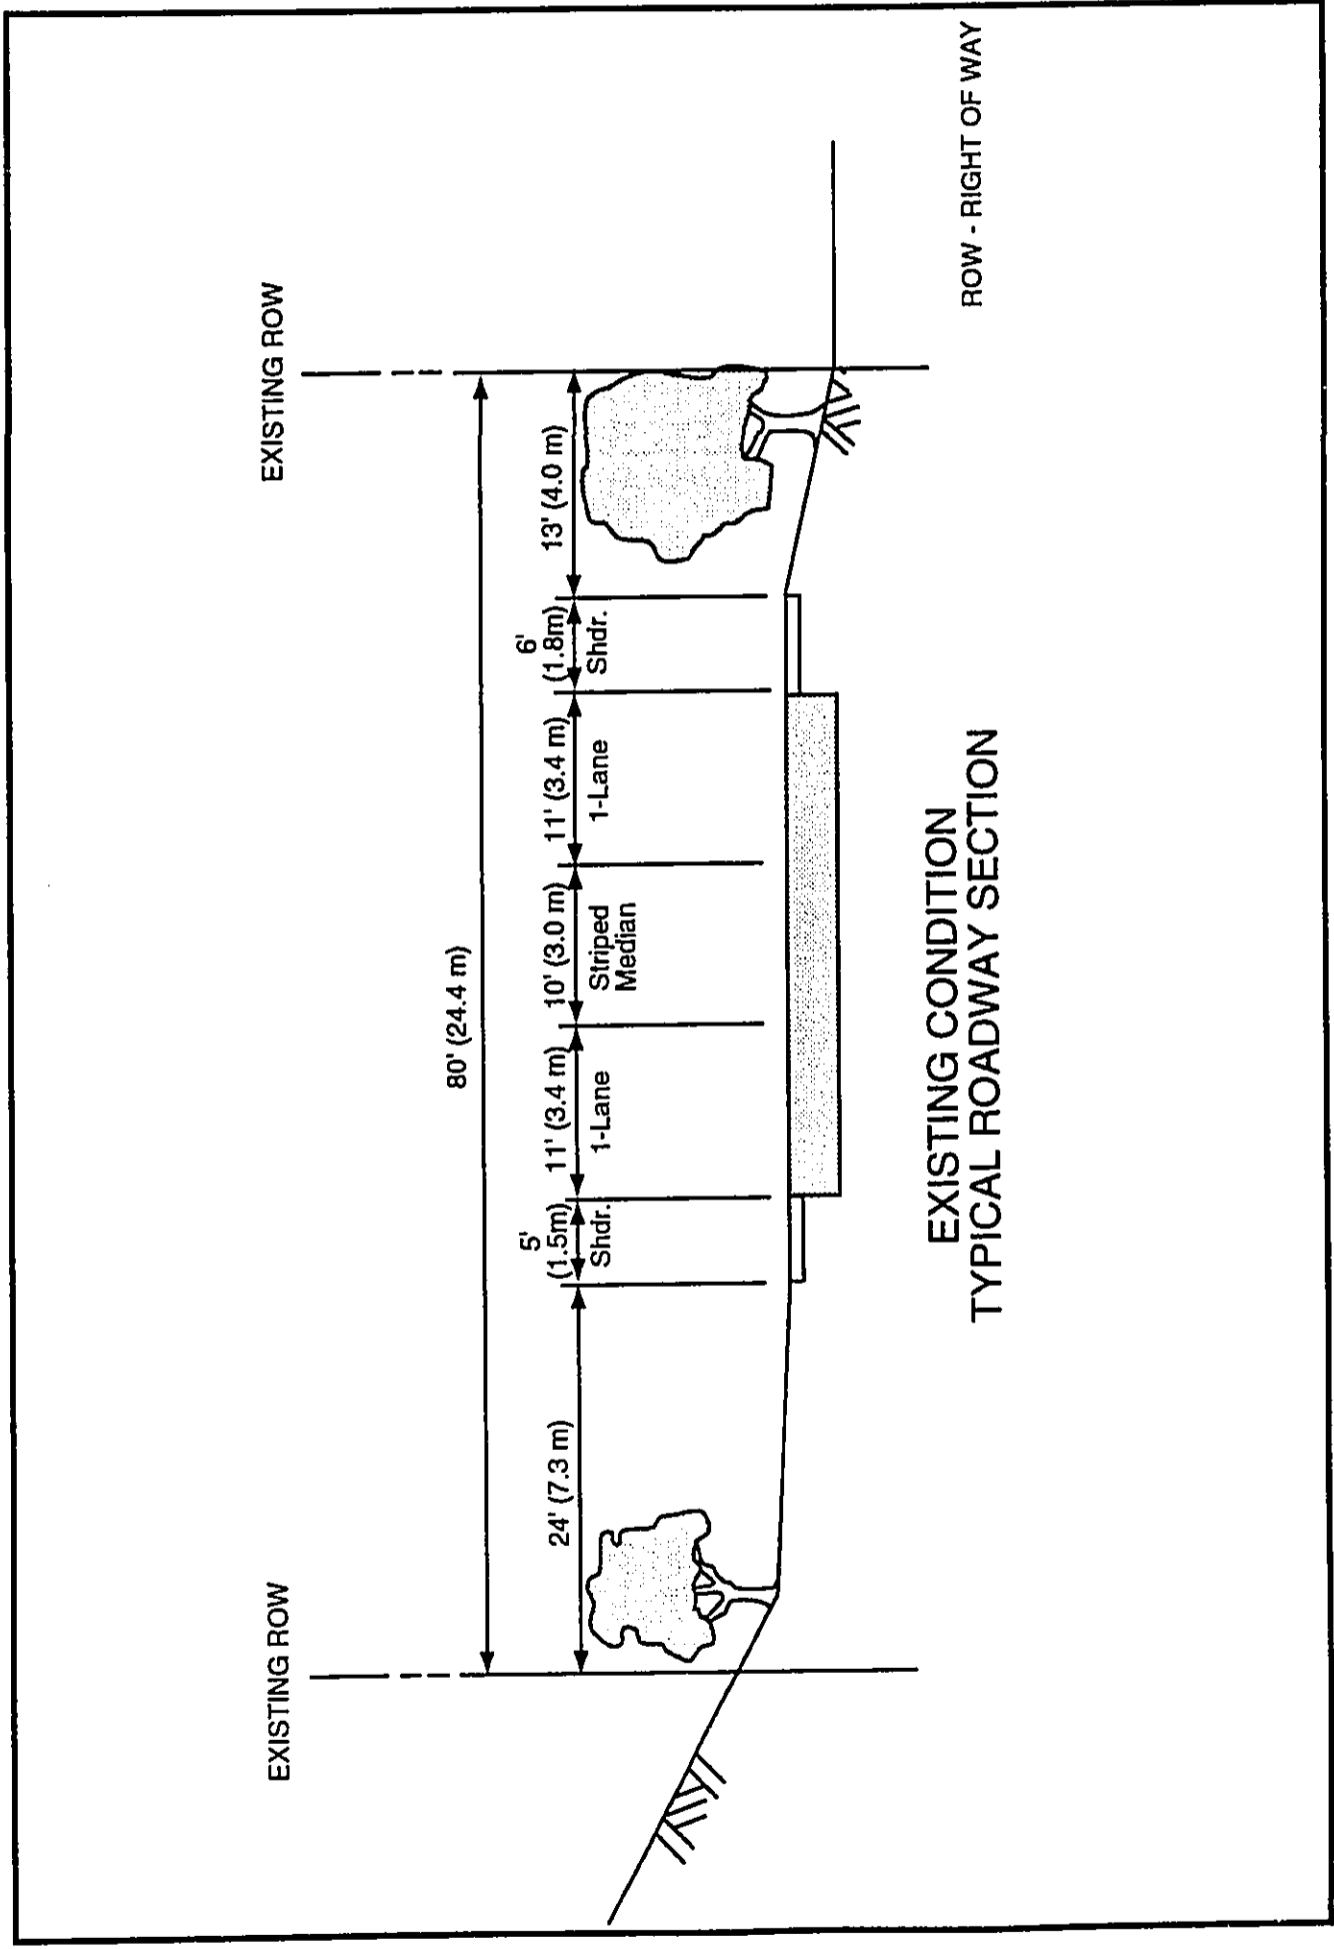 EXISTING ROW
EXISTING ROW
80' (24.4 m)
24' (7.3 m)
5'
(1.5m)
Shdr.
11' (3.4 m)
1-Lane
10' (3.0 m)
Striped
Median
11' (3.4 m)
1-Lane
6'
(1.8m)
Shdr.
13' (4.0 m)
EXISTING CONDITION
TYPICAL ROADWAY SECTION
ROW - RIGHT OF WAY